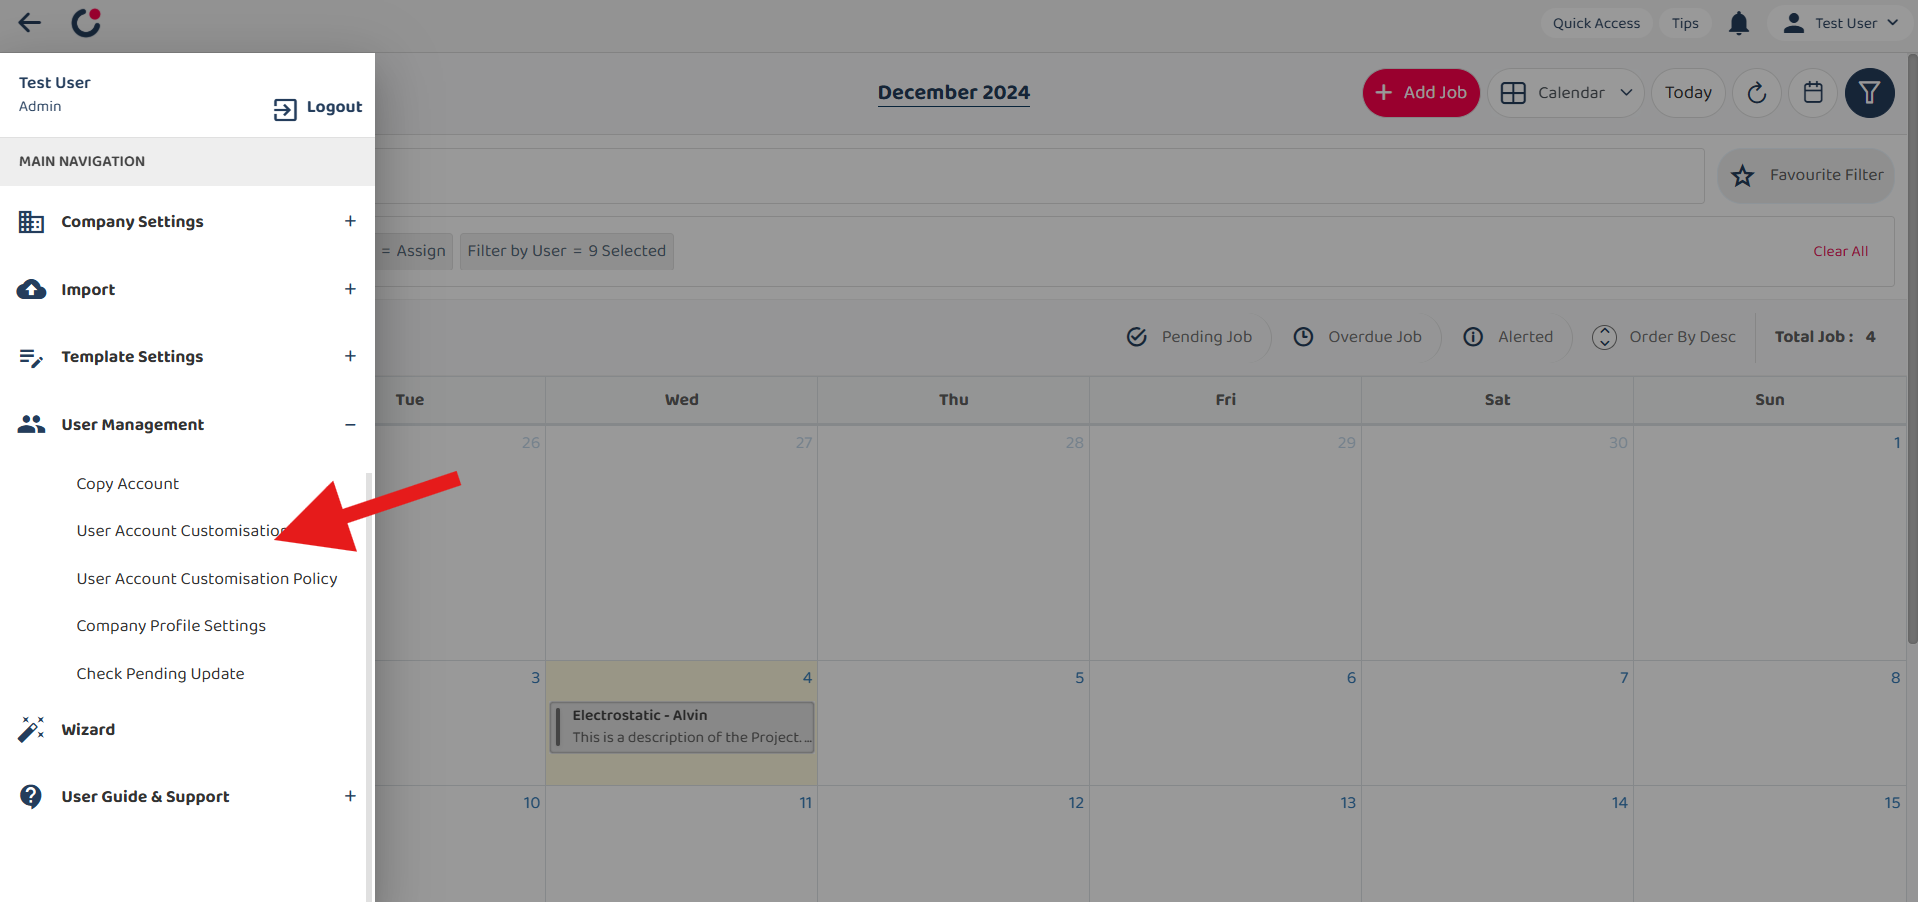 Quick Access
Tips
Test User
Test User
Admin
Logout
MAIN NAVIGATION
Company Settings
Import
Template Settings
User Management
Copy Account
User Account Customisation
User Account Customisation Policy
Company Profile Settings
Check Pending Update
Wizard
User Guide & Support
December 2024
+ Add Job
Calendar
Today
Favourite Filter
= Assign
Filter by User = 9 Selected
Clear All
Pending Job
Overdue Job
Alerted
Order By Desc
Total Job : 4
Tue Wed Thu Fri Sat Sun
26 27 28 29 30 1
3 4 5 6 7 8
Electrostatic - Alvin
This is a description of the Project. ...
10 11 12 13 14 15